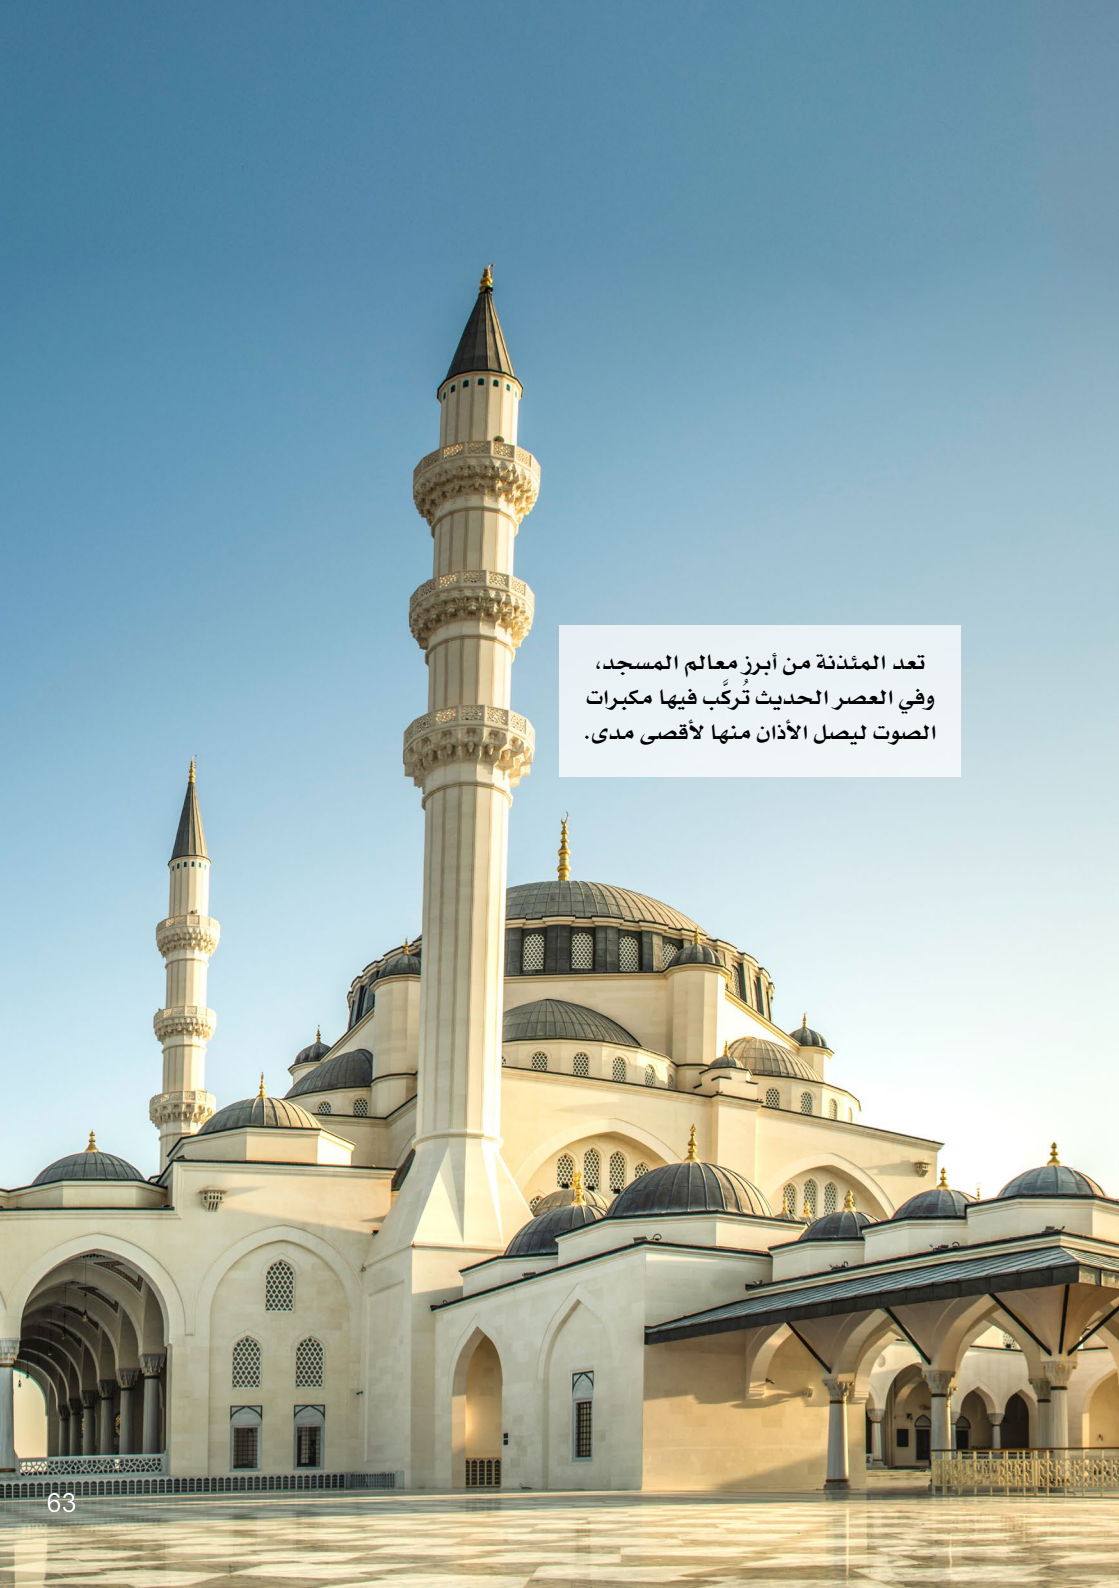 تعد المئذنة من أبرز معالم المسجد،
وفي العصر الحديث تُركَّب فيها مكبرات
الصوت ليصل الأذان منها لأقصى مدى.
63